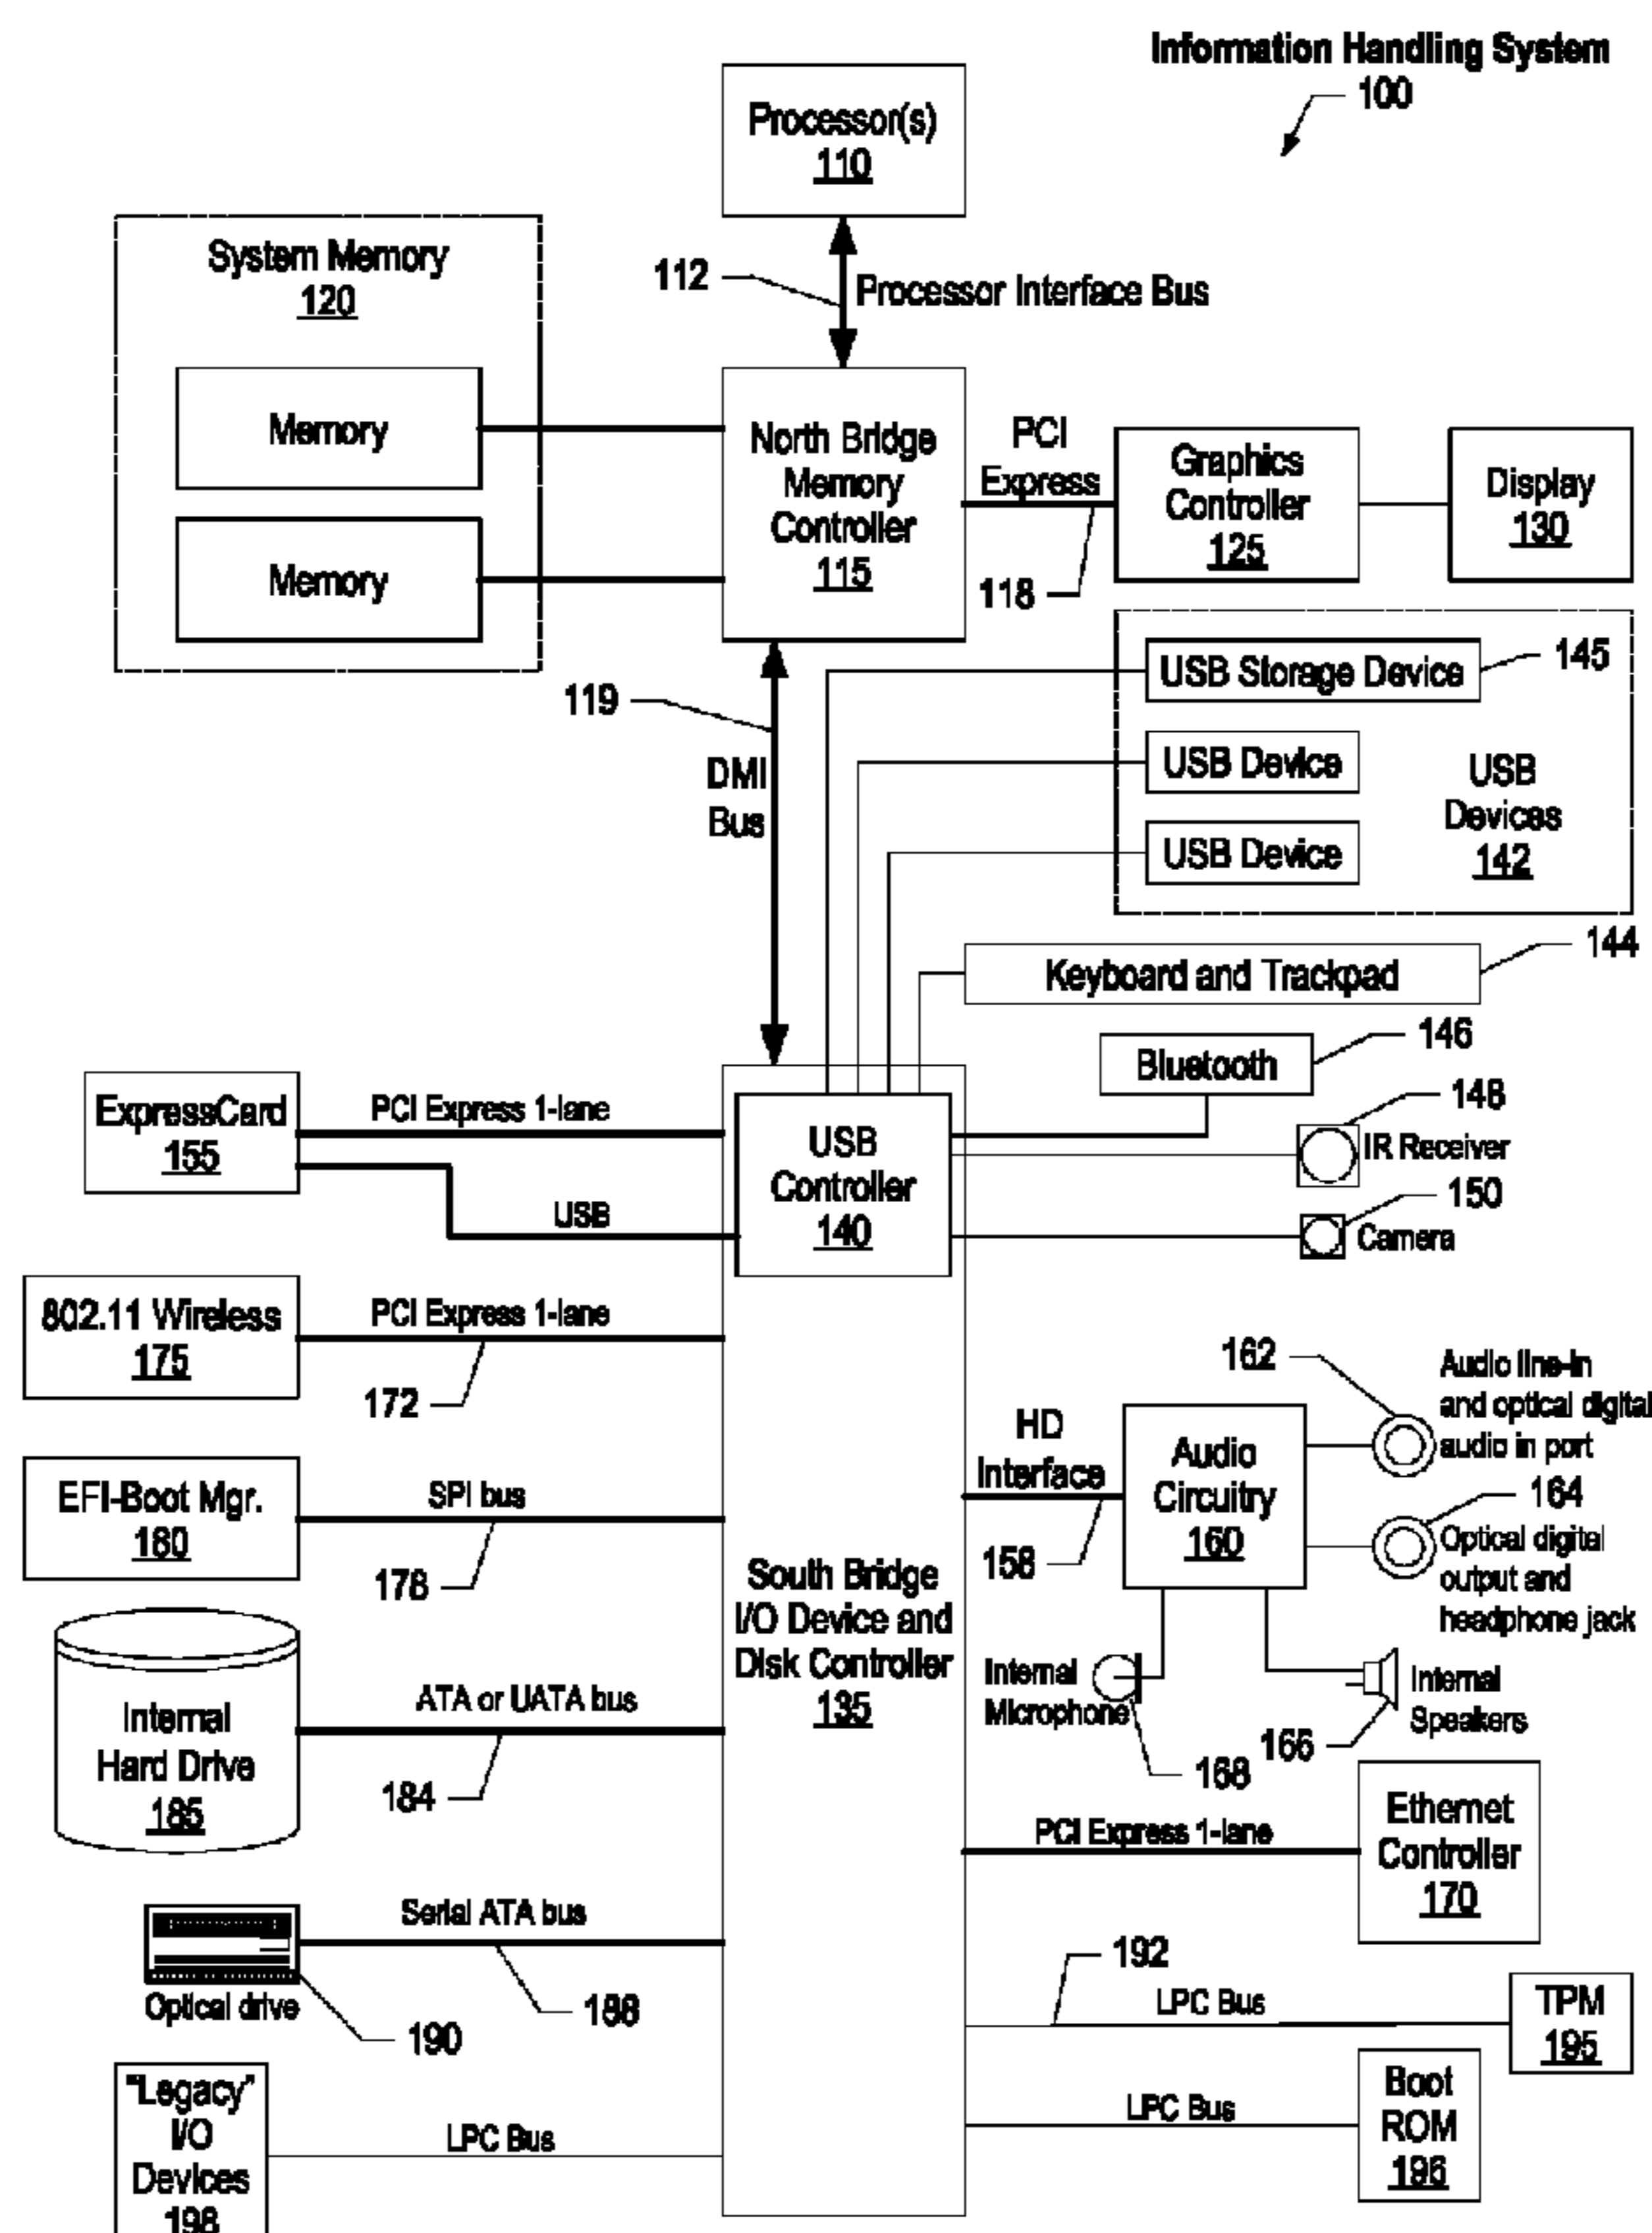 Information Handling System
100
Processor(s)
110
System Memory
120
112
Processor Interface Bus
Memory
Memory
North Bridge
Memory
Controller
115
PCI
Express
118
Graphics
Controller
125
Display
130
119
DMI
Bus
USB Storage Device
145
USB Device
USB Device
USB
Devices
142
Keyboard and Trackpad
144
Bluetooth
146
148
IR Receiver
150
Camera
ExpressCard
155
PCI Express 1-lane
USB
USB
Controller
140
802.11 Wireless
175
PCI Express 1-lane
172
EFI-Boot Mgr.
180
SPI bus
178
South Bridge
I/O Device and
Disk Controller
135
HD
Interface
158
Audio
Circuitry
160
162
Audio line-in
and optical digital
audio in port
164
Optical digital
output and
headphone jack
Internal
Microphone
168
Internal
Speakers
166
Internal
Hard Drive
185
ATA or UATA bus
184
PCI Express 1-lane
Ethernet
Controller
170
Serial ATA bus
188
Optical drive
190
192
LPC Bus
TPM
195
LPC Bus
Boot
ROM
196
"Legacy"
I/O
Devices
198
LPC Bus